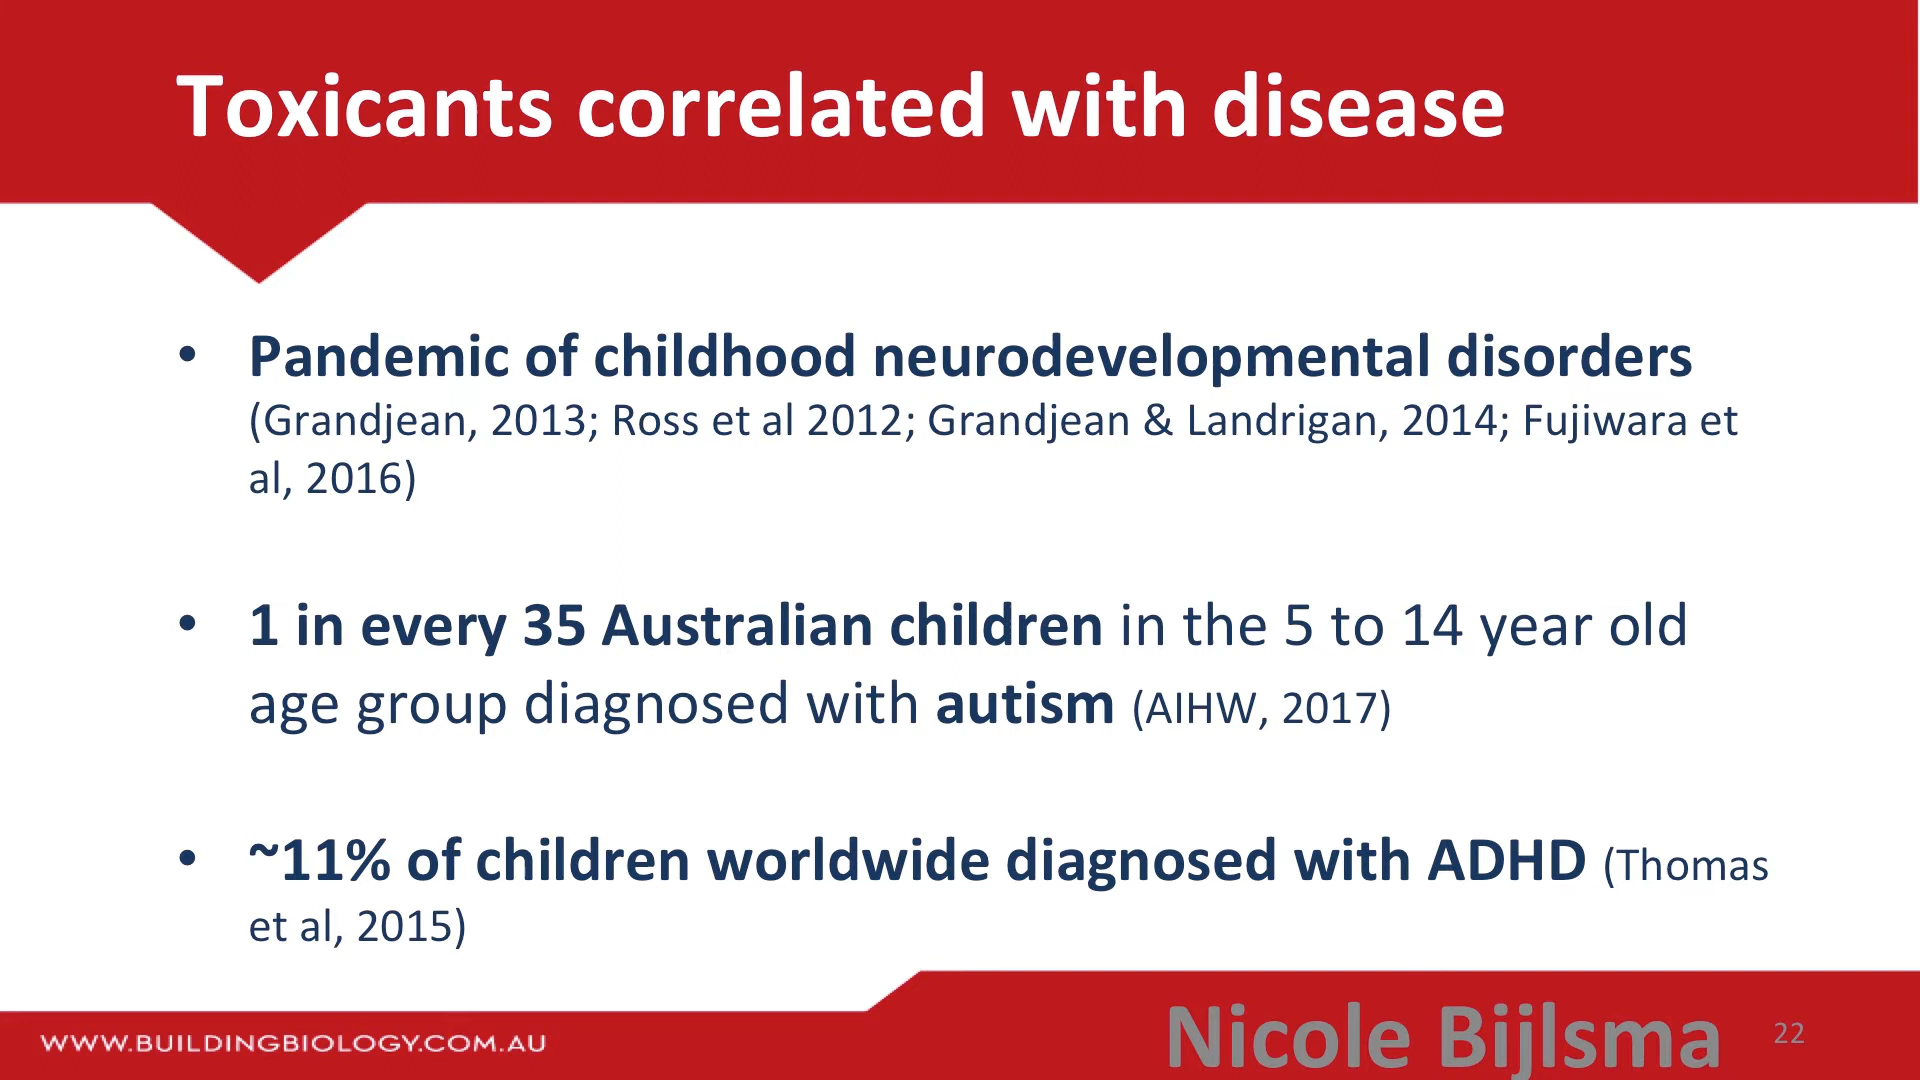 Toxicants correlated with disease
• Pandemic of childhood neurodevelopmental disorders
(Grandjean, 2013; Ross et al 2012; Grandjean & Landrigan, 2014; Fujiwara et
al, 2016)
• 1 in every 35 Australian children in the 5 to 14 year old
age group diagnosed with autism (AIHW, 2017)
• ~11% of children worldwide diagnosed with ADHD (Thomas
et al, 2015)
WWW.BUILDINGBIOLOGY.COM.AU
Nicole Bijlsma
22